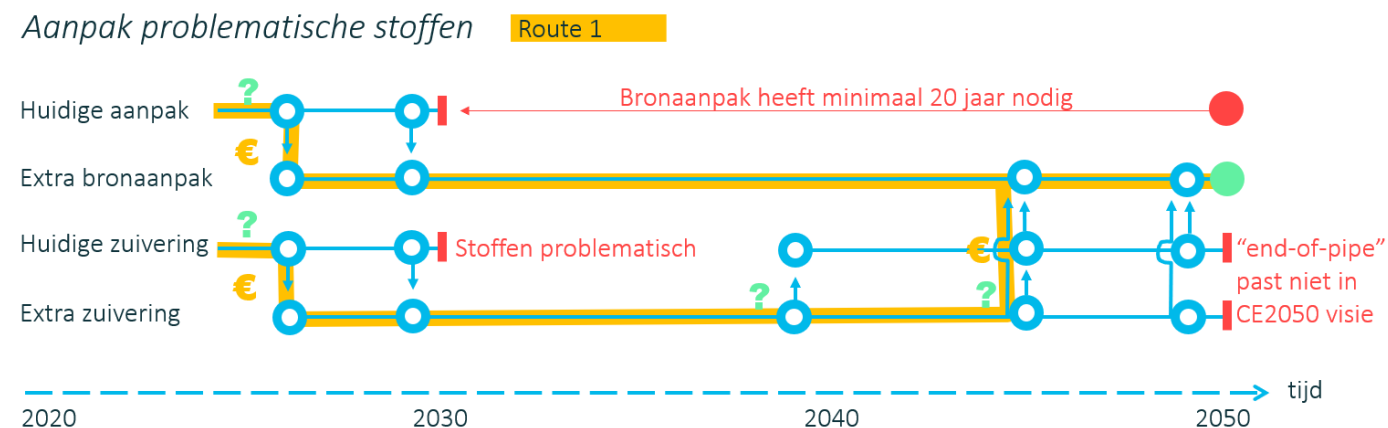 Aanpak problematische stoffen
Route 1
Huidige aanpak
?
Bronaanpak heeft minimaal 20 jaar nodig
€
Extra bronaanpak
Huidige zuivering
?
Stoffen problematisch
€
"end-of-pipe"
past niet in
CE2050 visie
€
Extra zuivering
?
?
tijd
2020
2030
2040
2050